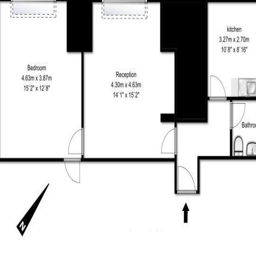 Bedroom
4.63m x 3.87m
15'2" x 12'8"
Reception
4.30m x 4.63m
14'1" x 15'2"
kitchen
3.27m x 2.70m
10'8" x 8'16"
Bathroo
N